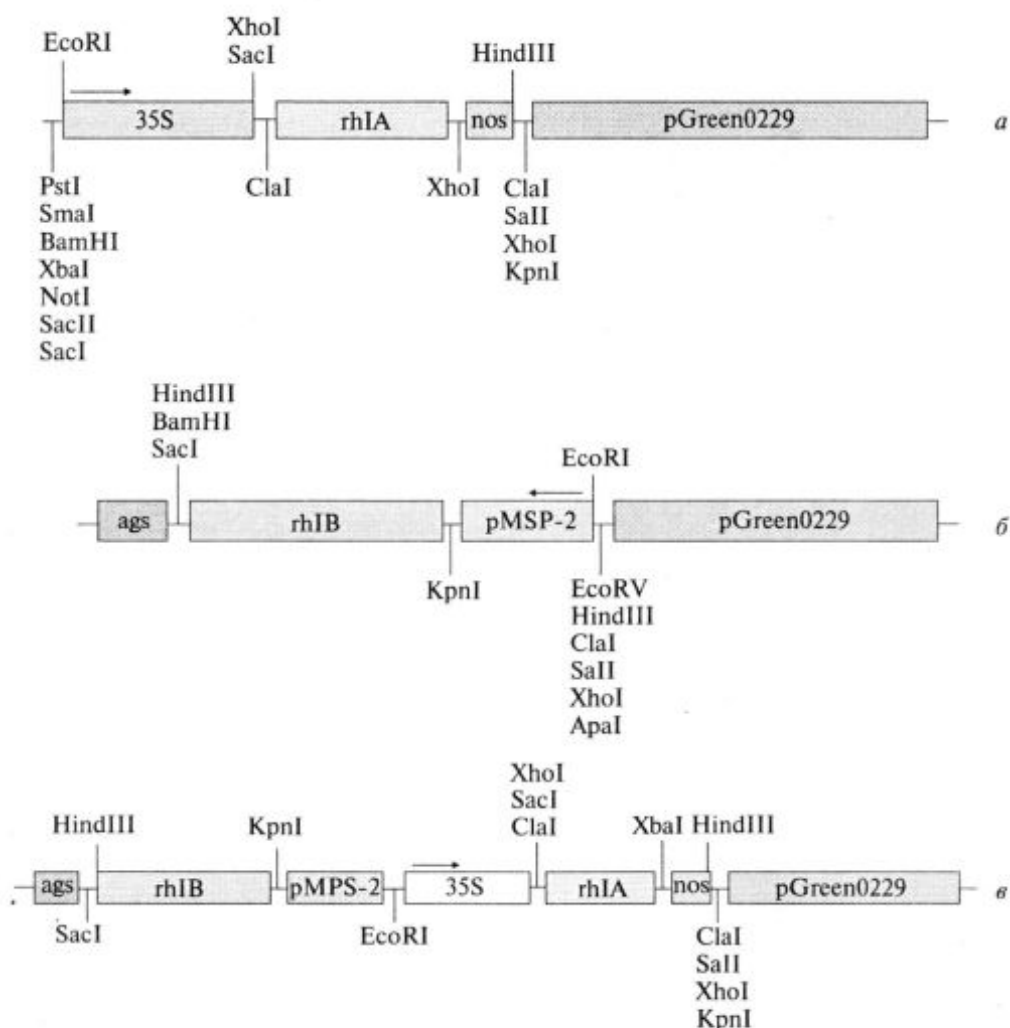 EcoRI
XhoI
SacI
HindIII
35S
rhIA
nos
pGreen0229
а
PstI
SmaI
BamHI
XbaI
NotI
SacII
SacI
ClaI
XhoI
ClaI
SaII
XhoI
KpnI
HindIII
BamHI
SacI
EcoRI
ags
rhIB
pMSP-2
pGreen0229
б
KpnI
EcoRV
HindIII
ClaI
SaII
XhoI
ApaI
XhoI
SacI
ClaI
HindIII
KpnI
XbaI
HindIII
ags
rhIB
pMPS-2
35S
rhIA
nos
pGreen0229
в
SacI
EcoRI
ClaI
SaII
XhoI
KpnI